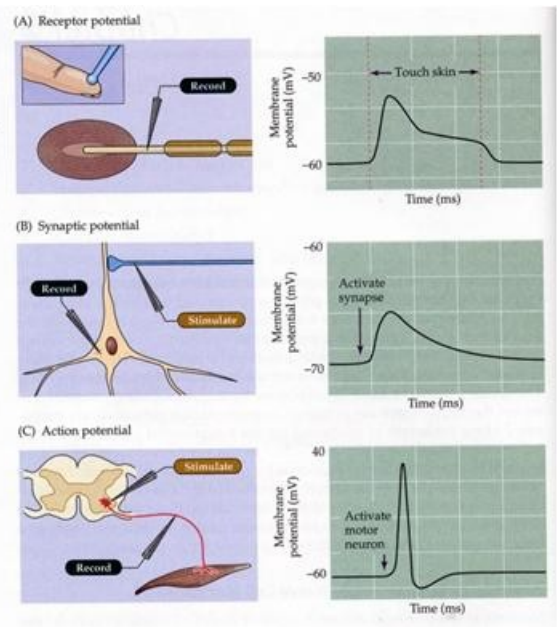 (A) Receptor potential
Record
Membrane
potential (mV)
–50
Touch skin
–60
Time (ms)
(B) Synaptic potential
Record
Stimulate
Membrane
potential (mV)
–60
Activate
synapse
–70
Time (ms)
(C) Action potential
Stimulate
Record
Membrane
potential (mV)
40
Activate
motor
neuron
–60
Time (ms)